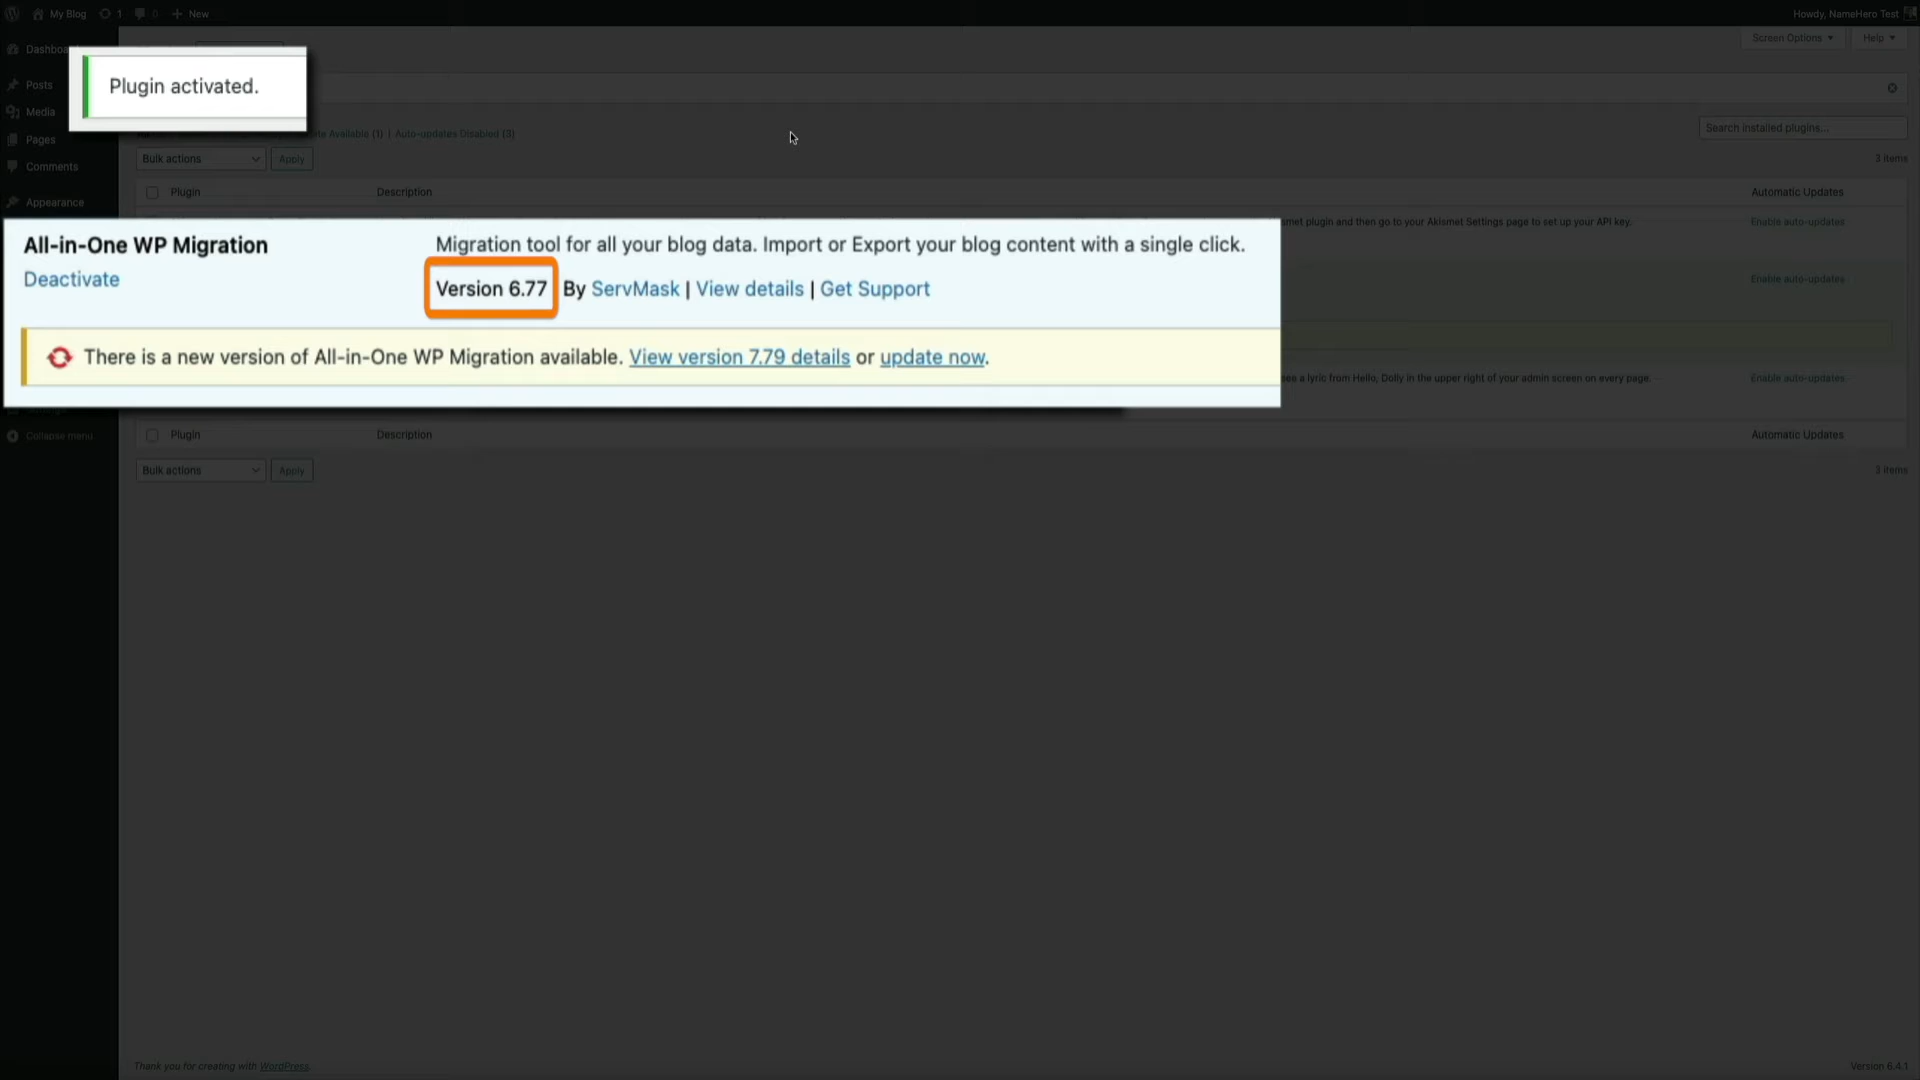 My Blog 1 0 New
Howdy, NameHero Test
Screen Options
Help
Dashboa
Plugin activated.
Posts
Media
Pages
Comments
Appearance
te Available (1) | Auto-updates Disabled (3)
Search installed plugins...
Bulk actions
Apply
3 items
Plugin
Description
Automatic Updates
met plugin and then go to your Akismet Settings page to set up your API key.
Enable auto-updates
All-in-One WP Migration
Migration tool for all your blog data. Import or Export your blog content with a single click.
Deactivate
Version 6.77 By ServMask | View details | Get Support
Enable auto-updates
There is a new version of All-in-One WP Migration available. View version 7.79 details or update now.
see a lyric from Hello, Dolly in the upper right of your admin screen on every page.
Enable auto-updates
Collapse menu
Plugin
Description
Automatic Updates
Bulk actions
Apply
3 items
Thank you for creating with WordPress.
Version 6.4.1